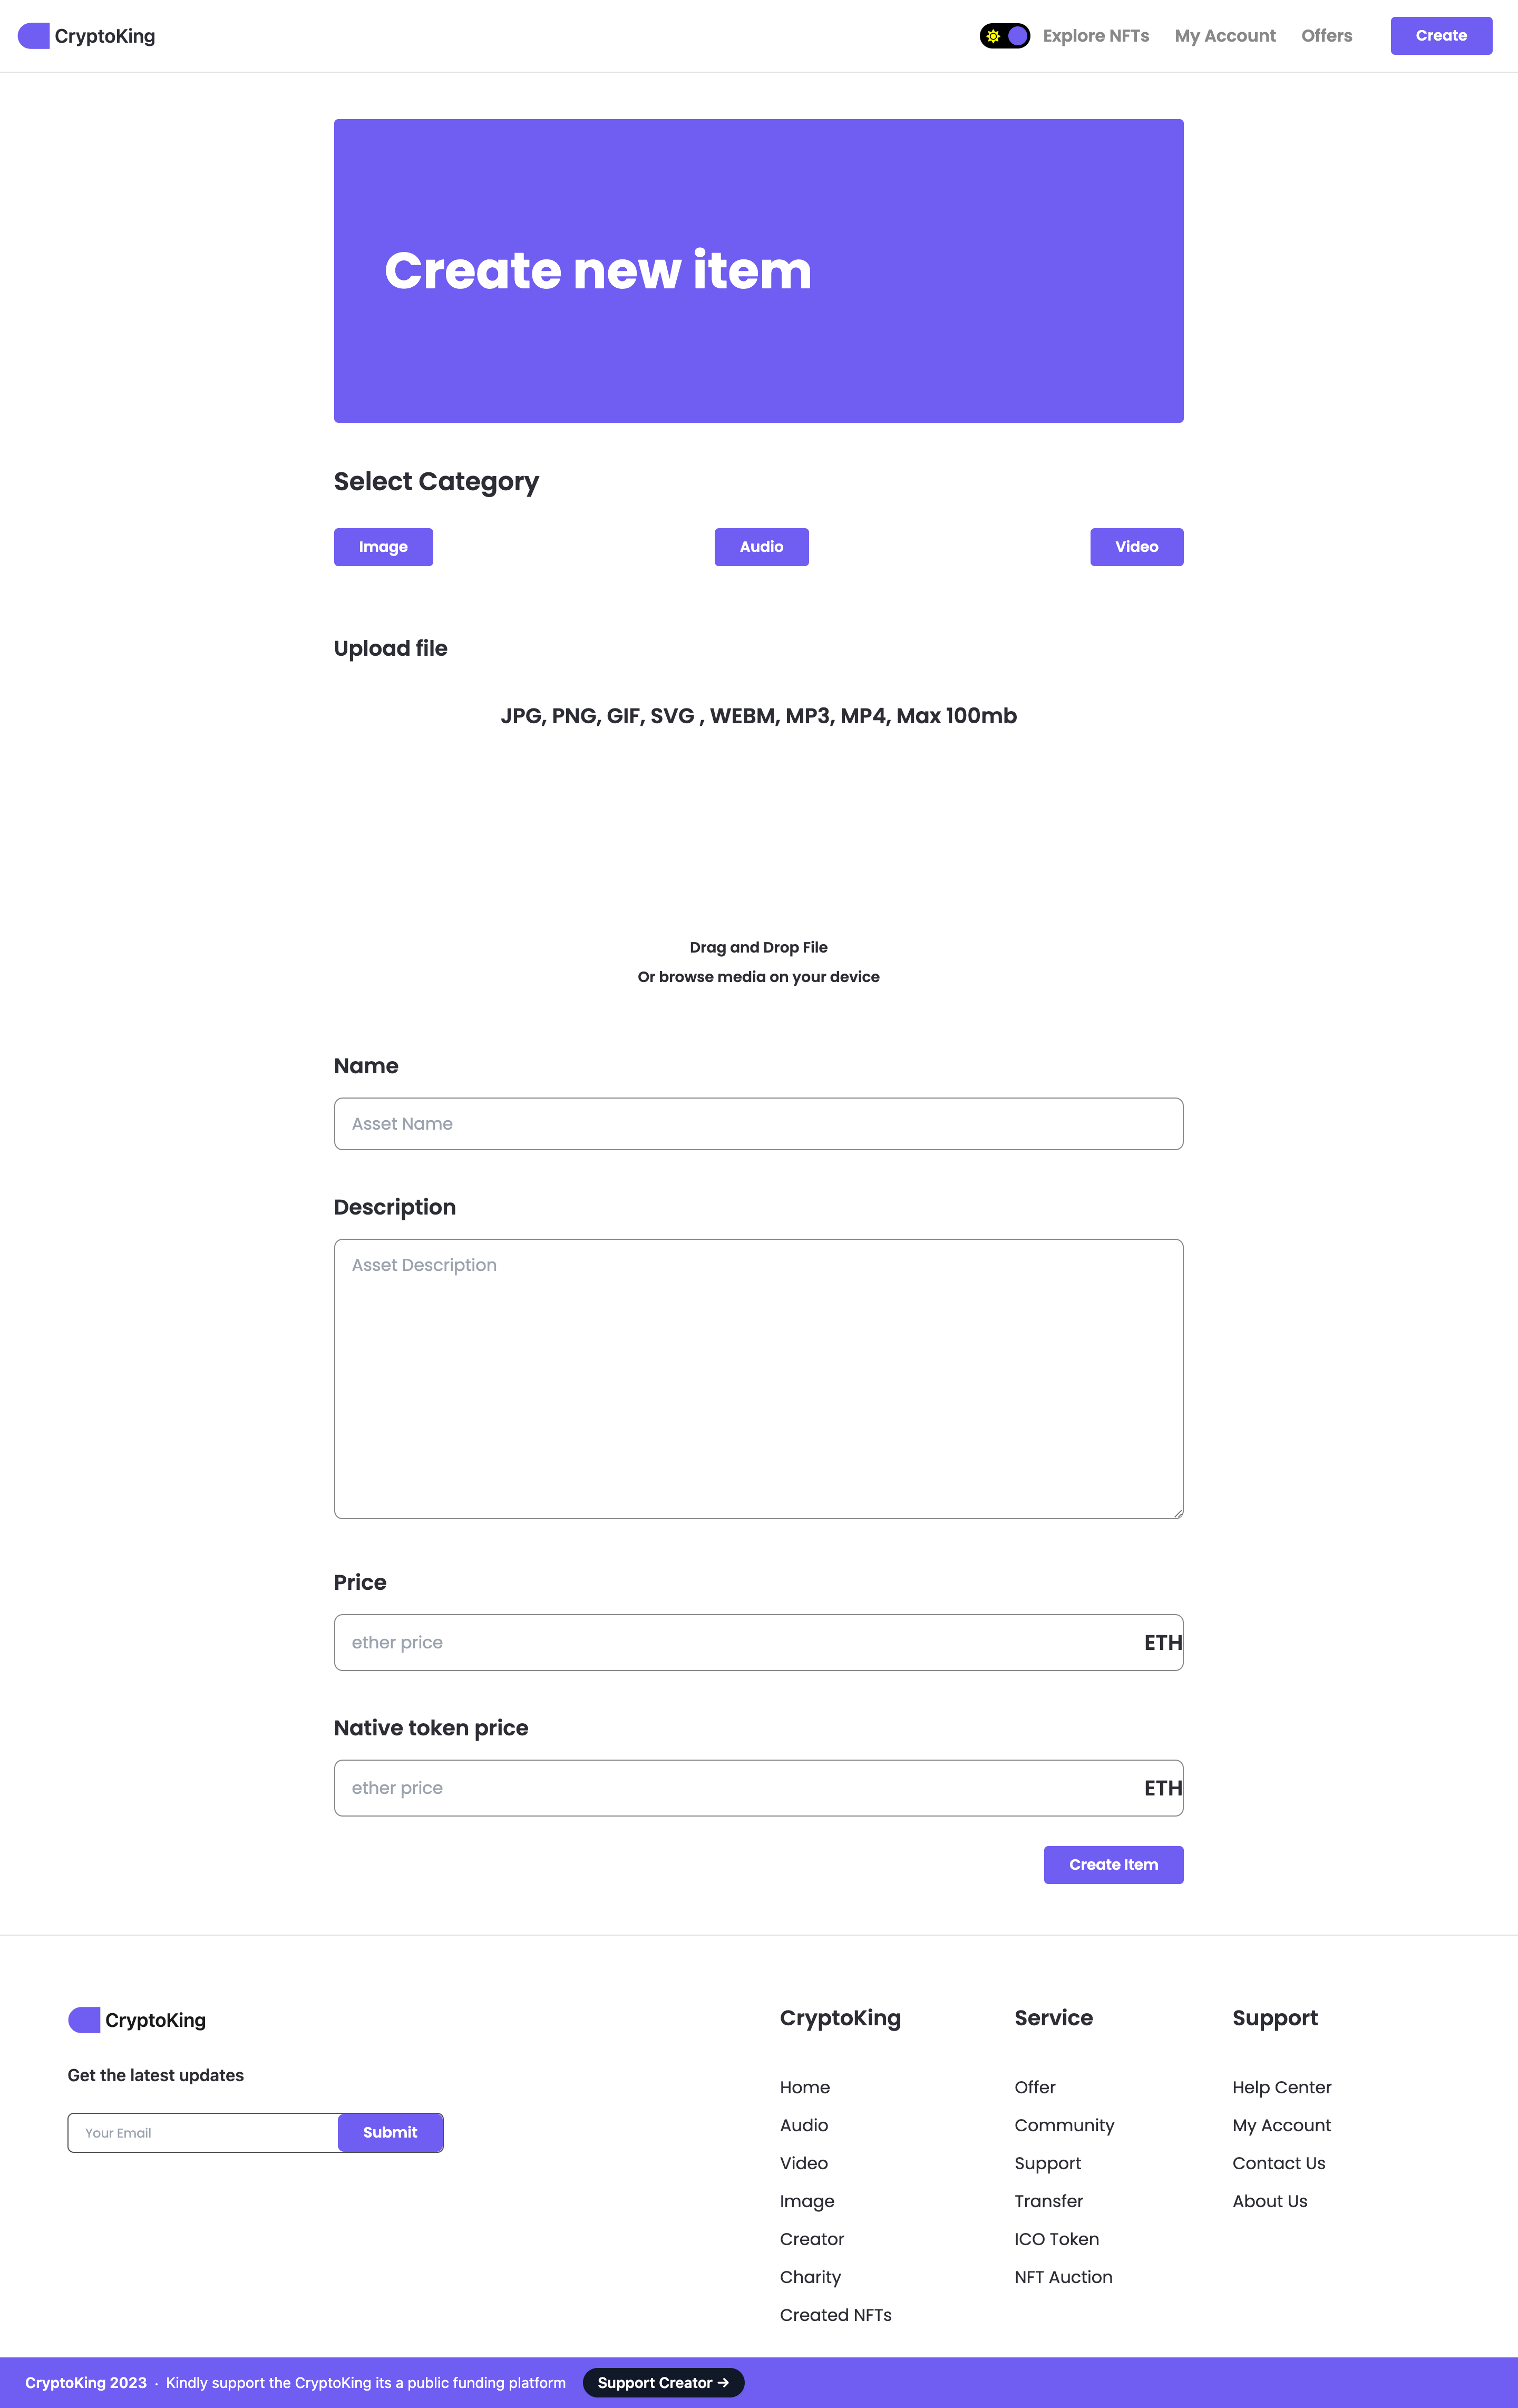 CryptoKing
Explore NFTs
My Account
Offers
Create
Create new item
Select Category
Image
Audio
Video
Upload file
JPG, PNG, GIF, SVG , WEBM, MP3, MP4, Max 100mb
Drag and Drop File
Or browse media on your device
Name
Asset Name
Description
Asset Description
Price
ether price
ETH
Native token price
ether price
ETH
Create Item
CryptoKing
Get the latest updates
Your Email
Submit
CryptoKing
Home
Audio
Video
Image
Creator
Charity
Created NFTs
Service
Offer
Community
Support
Transfer
ICO Token
NFT Auction
Support
Help Center
My Account
Contact Us
About Us
CryptoKing 2023 · Kindly support the CryptoKing its a public funding platform
Support Creator →